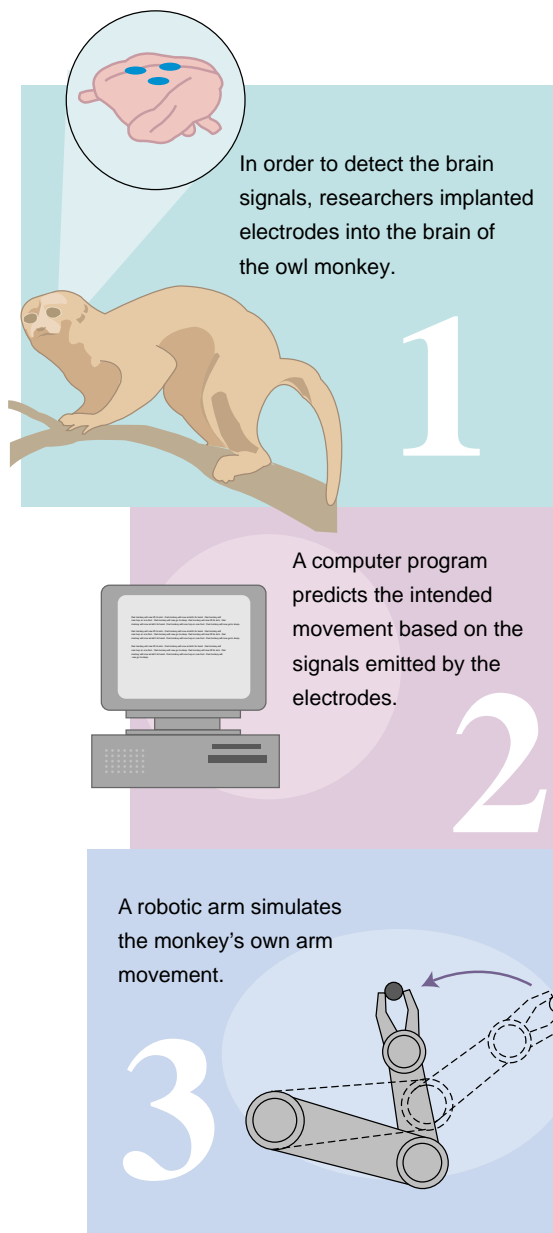 In order to detect the brain
signals, researchers implanted
electrodes into the brain of
the owl monkey.
1
A computer program
predicts the intended
movement based on the
signals emitted by the
electrodes.
2
A robotic arm simulates
the monkey's own arm
movement.
3